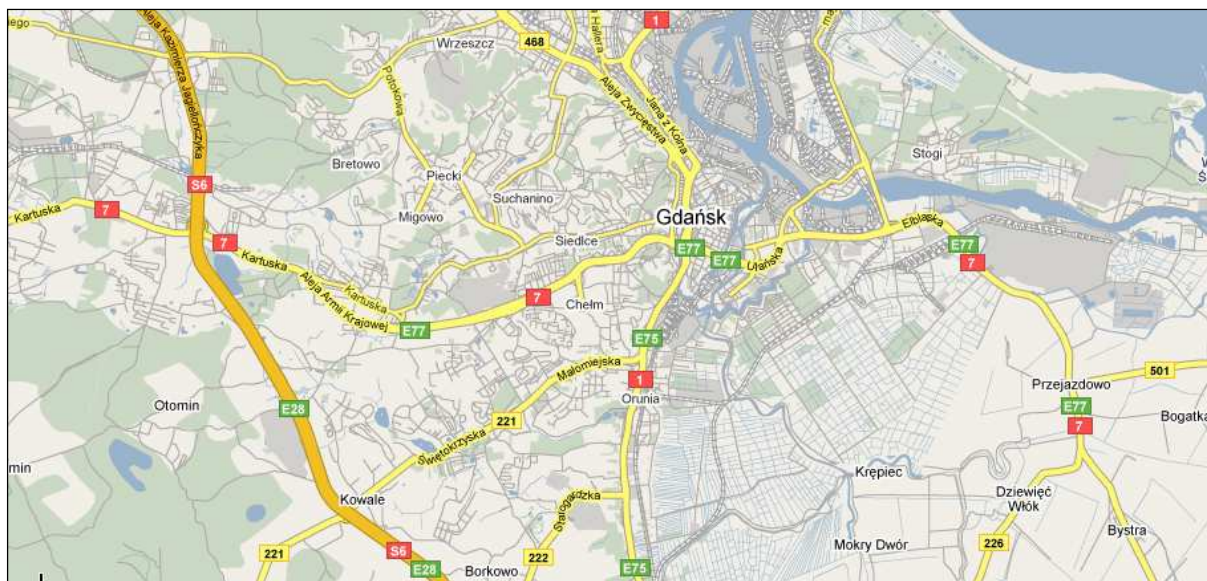 iego
Aleja Kazimierza Jagiellończyka
Wrzeszcz
468
a Hallera
1
Potokowa
Aleja Zwycięstwa
Jana z Kolna
Stogi
Bretowo
Piecki
Suchanino
Migowo
S6
Kartuska
7
7
Kartuska
Siedlce
Gdańsk
E77
E77
Elbląska
E77
7
Aleja Armii Krajowej
Kartuska
E77
7
Chełm
E75
Małomiejska
1
Orunia
Przejazdowo
501
E77
7
Bogatka
Otomin
E28
221
Świętokrzyska
min
Kowale
Krępiec
Dziewięć
Włók
Starogardzka
221
S6
E28
Borkowo
222
E75
Mokry Dwór
226
Bystra